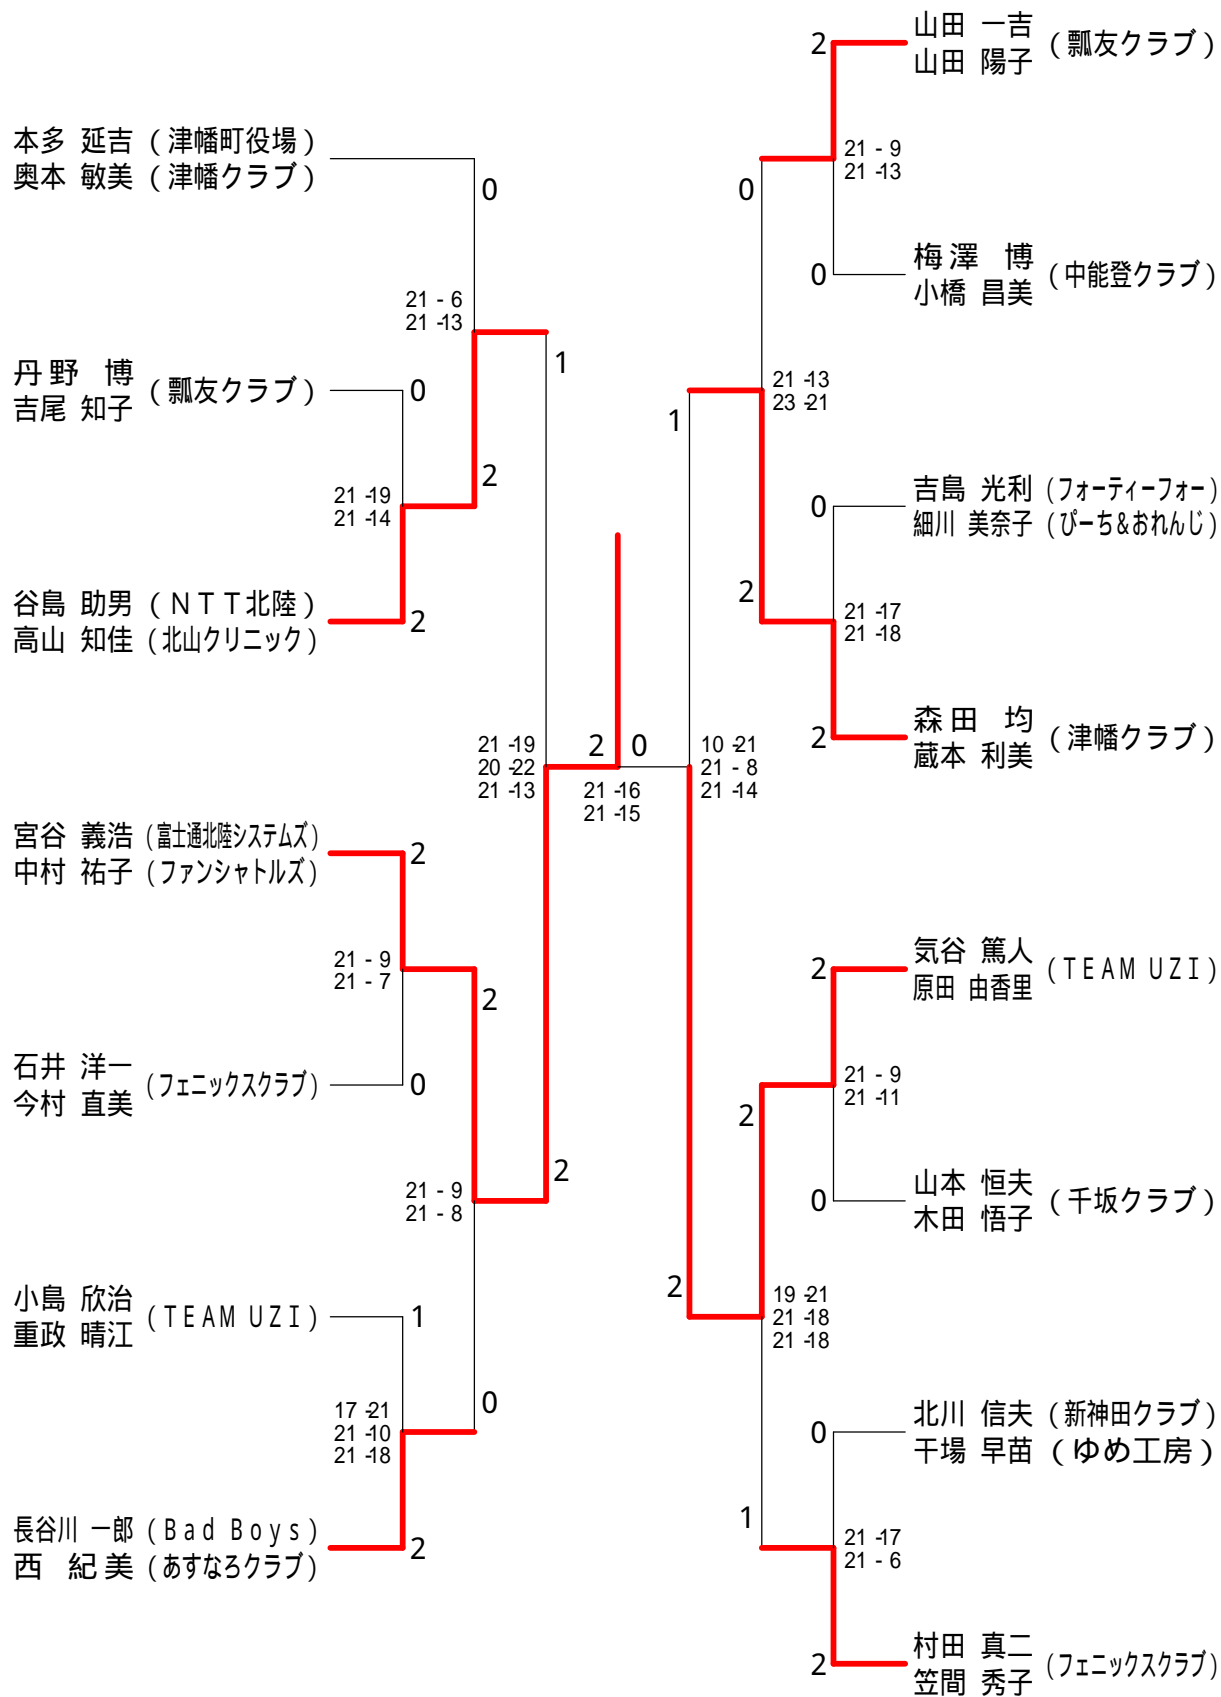 本多 延吉 (津幡町役場)
奥本 敏美 (津幡クラブ)
0
21 - 6
21 -13
1
丹野 博
吉尾 知子
(瓢友クラブ)
0
2
21 -19
21 -14
谷島 助男 (ＮＴＴ北陸)
高山 知佳 (北山クリニック)
2
21 -19
20 -22
21 -13
宮谷 義浩 (富士通北陸システムズ)
中村 祐子 (ファンシャトルズ)
2
21 - 9
21 - 7
2
石井 洋一
今村 直美
(フェニックスクラブ)
0
2
21 - 9
21 - 8
小島 欣治
重政 晴江
(TEAM UZI)
1
0
17 -21
21 -10
21 -18
長谷川 一郎 (Bad Boys)
西 紀美 (あすなろクラブ)
2
2 0
21 -16
21 -15
山田 一吉
山田 陽子
(瓢友クラブ)
2
21 - 9
21 -13
0
梅澤 博
小橋 昌美
(中能登クラブ)
0
21 -13
23 -21
1
吉島 光利 (フォーティーフォー)
細川 美奈子 (ぴーち&おれんじ)
0
2
21 -17
21 -18
森田 均
蔵本 利美
(津幡クラブ)
2
10 -21
21 - 8
21 -14
気谷 篤人
原田 由香里
(TEAM UZI)
2
21 - 9
21 -11
2
山本 恒夫
木田 悟子
(千坂クラブ)
0
2
19 -21
21 -18
21 -18
北川 信夫 (新神田クラブ)
干場 早苗 (ゆめ工房)
0
1
21 -17
21 - 6
村田 真二
笠間 秀子
(フェニックスクラブ)
2